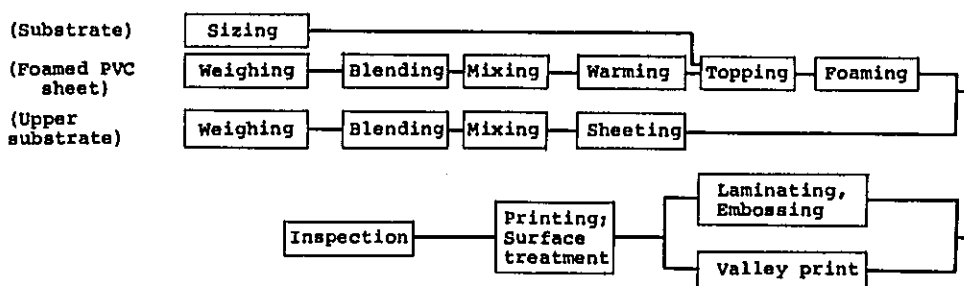 (Substrate) Sizing
(Foamed PVC sheet) Weighing Blending Mixing Warming Topping Foaming
(Upper substrate) Weighing Blending Mixing Sheeting
Laminating,
Embossing
Inspection Printing;
Surface
treatment
Valley print